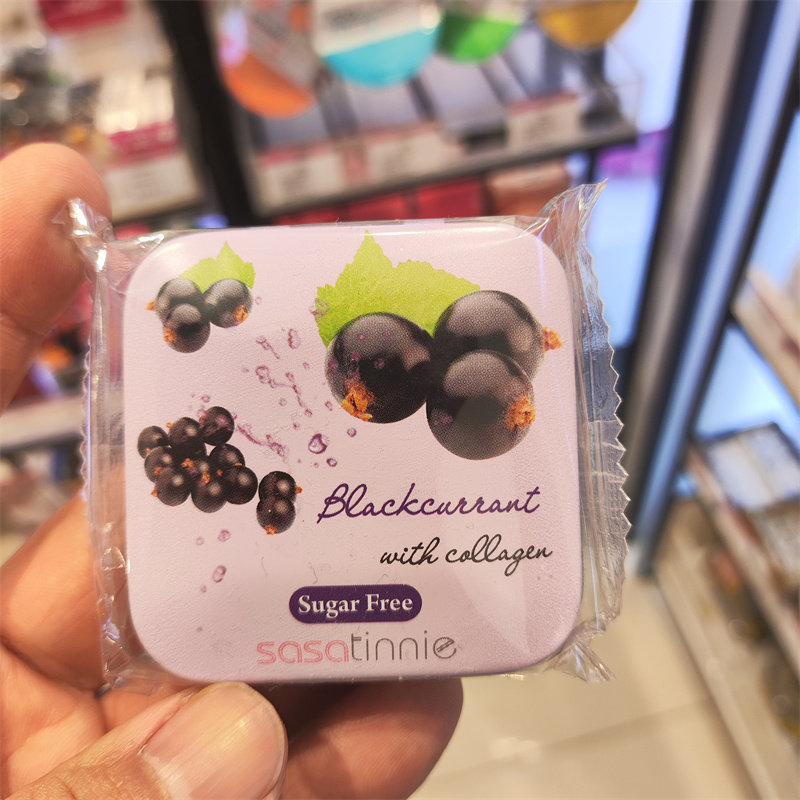 Blackcurrant
with collagen
Sugar Free
sasatinnie